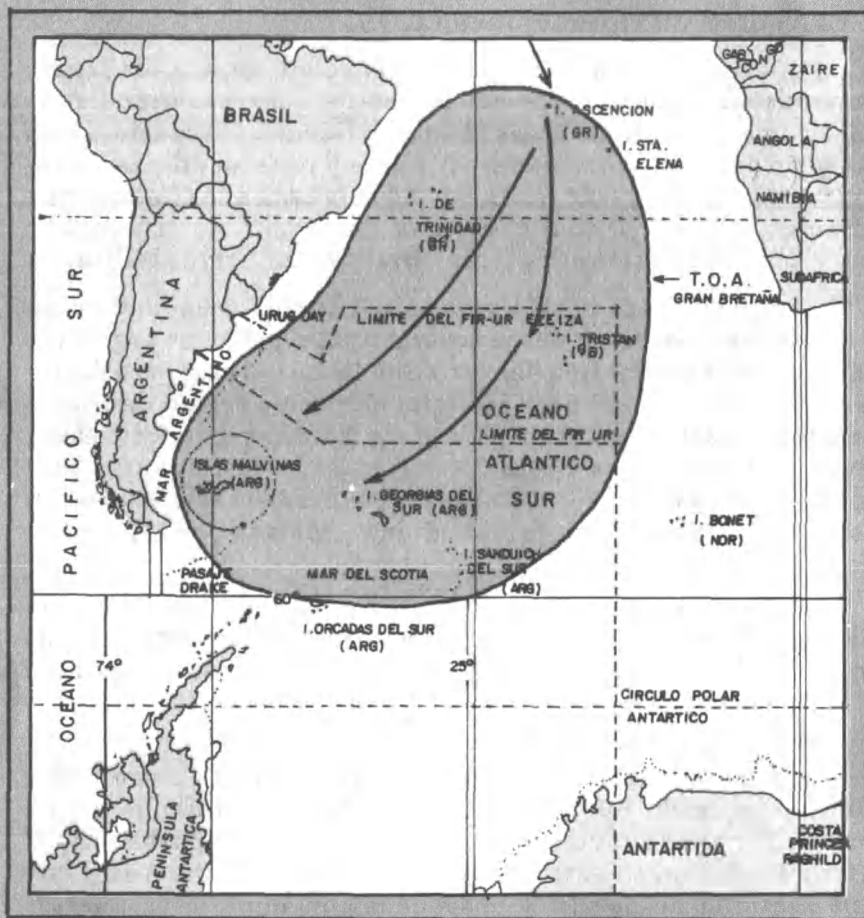 GAB
CON
GO
ZAIRE
BRASIL
I. ASCENCION
(GR)
I. STA.
ELENA
ANGOLA
NAMIBIA
I. DE
TRINIDAD
(BR)
SUDAFRICA
T.O.A.
GRAN BRETAÑA
URUGUAY
LIMITE DEL FIR-UR EZEIZA
I. TRISTAN
(GB)
ARGENTINA
MAR ARGENTINO
PACIFICO SUR
OCEANO
LIMITE DEL FIR UR
ATLANTICO
SUR
ISLAS MALVINAS
(ARG)
I. GEORGIAS DEL
SUR (ARG)
I. BONET
(NOR)
I. SANDUICH
DEL SUR
(ARG)
PASAJE
DRAKE
MAR DEL SCOTIA
60°
I. ORCADAS DEL SUR
(ARG)
74°
25°
OCEANO
CIRCULO POLAR
ANTARTICO
PENINSULA
ANTARTICA
ANTARTIDA
COSTA
PRINCESA
RAGHILD